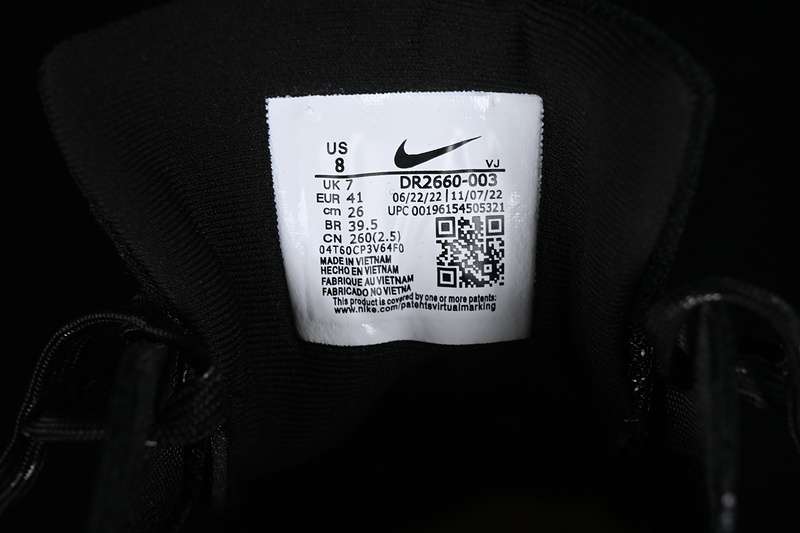 US
8
VJ
UK 7
EUR 41
cm 26
BR 39.5
CN 260(2.5)
DR2660-003
06/22/22 | 11/07/22
UPC 00196154505321
04T60CP3V64F0
MADE IN VIETNAM
HECHO EN VIETNAM
FABRIQUE AU VIETNAM
FABRICADO NO VIETNA
This product is covered by one or more patents:
www.nike.com/patentsvirtualmarking